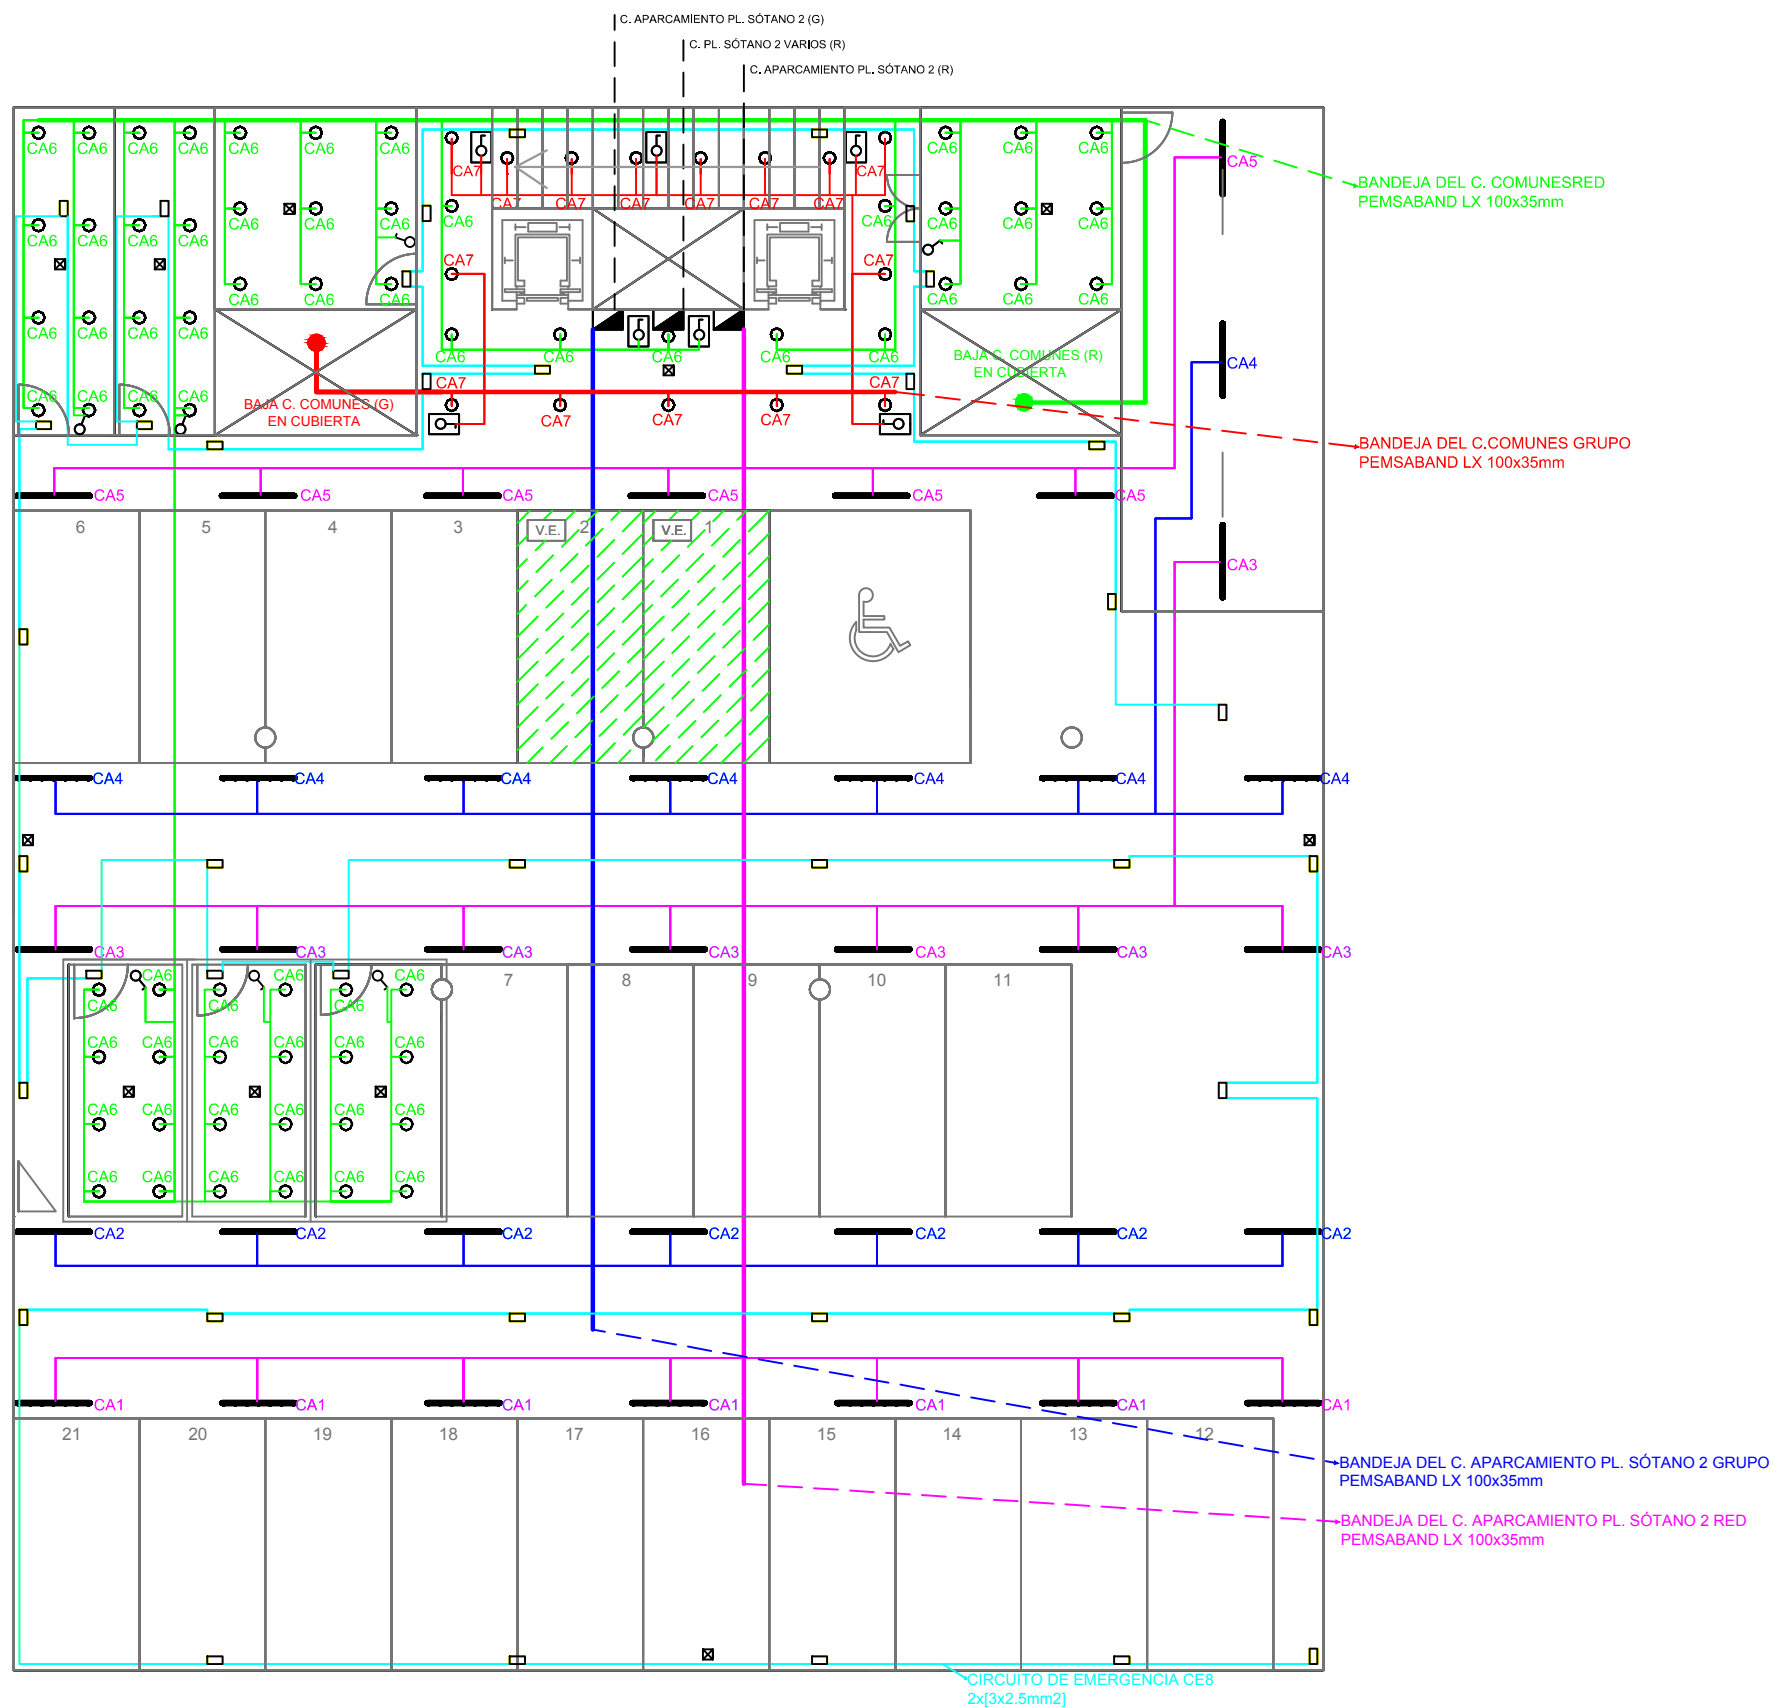 C. APARCAMIENTO PL. SÓTANO 2 (G)
C. PL. SÓTANO 2 VARIOS (R)
C. APARCAMIENTO PL. SÓTANO 2 (R)
CA6 CA6 CA6 CA6 CA6 CA6 CA6 CA6 CA6 CA6
CA5
CA7 CA7
BANDEJA DEL C. COMUNESRED
PEMSABAND LX 100x35mm
CA7 CA7 CA7 CA7 CA7 CA7
CA6 CA6 CA6 CA6 CA6 CA6 CA6 CA6 CA6 CA6 CA6 CA6
CA7 CA7
CA6 CA6 CA6 CA6 CA6 CA6
CA6 CA6 CA6 CA6
CA6 CA6 CA6 CA6 CA6
BAJA C. COMUNES (R)
EN CUBIERTA
CA4
CA7 CA7
CA6 CA6 CA6 CA6
BAJA C. COMUNES (G)
EN CUBIERTA
CA7 CA7 CA7
BANDEJA DEL C.COMUNES GRUPO
PEMSABAND LX 100x35mm
CA5 CA5 CA5 CA5 CA5 CA5
6 5 4 3 V.E. 2 V.E. 1
CA3
CA4 CA4 CA4 CA4 CA4 CA4 CA4
CA3 CA3 CA3 CA3 CA3 CA3 CA3
CA6 CA6 CA6
7 8 9 10 11
CA6 CA6 CA6
CA6 CA6 CA6 CA6 CA6 CA6
CA6 CA6 CA6 CA6 CA6 CA6
CA6 CA6 CA6 CA6 CA6 CA6
CA2 CA2 CA2 CA2 CA2 CA2 CA2
CA1 CA1 CA1 CA1 CA1 CA1 CA1
21 20 19 18 17 16 15 14 13 12
BANDEJA DEL C. APARCAMIENTO PL. SÓTANO 2 GRUPO
PEMSABAND LX 100x35mm
BANDEJA DEL C. APARCAMIENTO PL. SÓTANO 2 RED
PEMSABAND LX 100x35mm
CIRCUITO DE EMERGENCIA CE8
2x[3x2.5mm2]